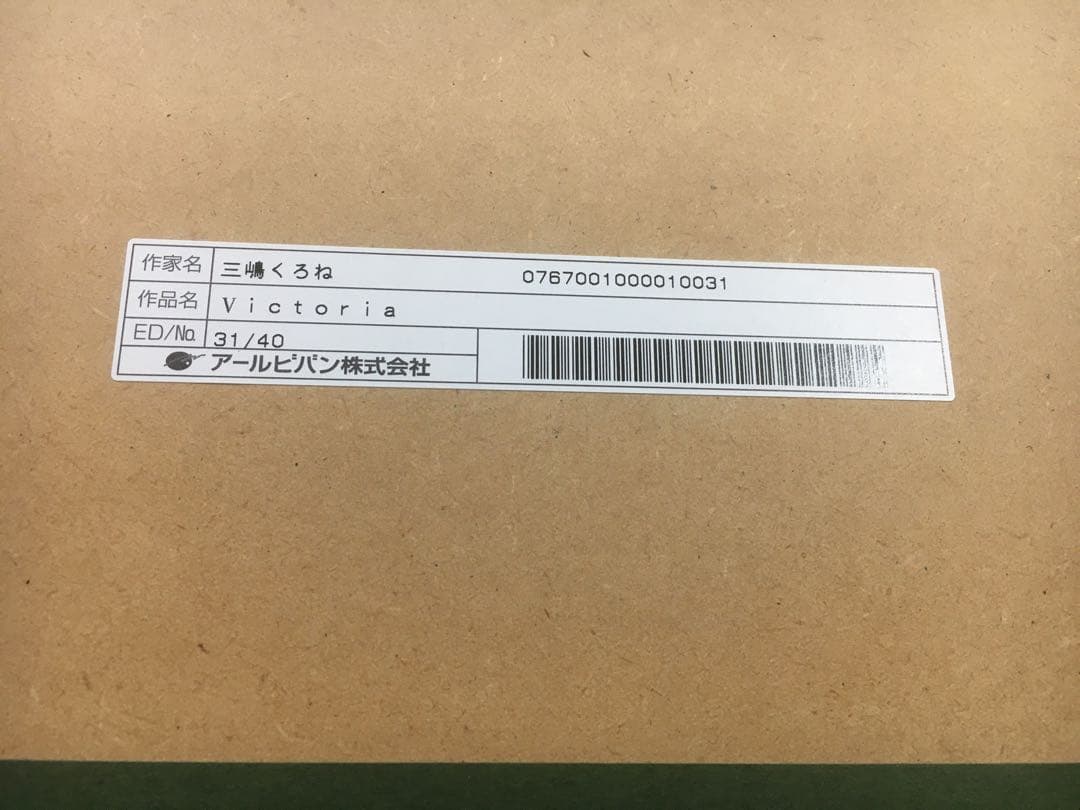 作家名 三嶋くろね 0767001000010031
作品名 Ｖｉｃｔｏｒｉａ
ED/No. 31/40
アールビバン株式会社